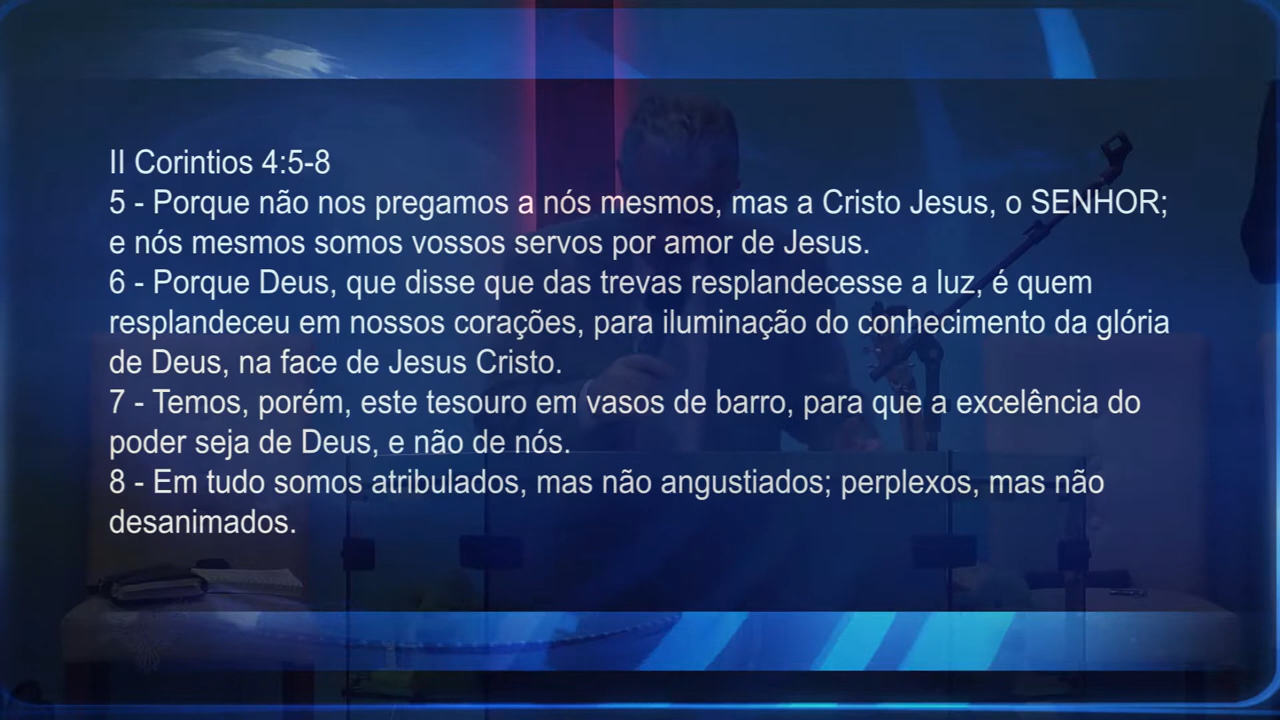 II Corintios 4:5-8
5 - Porque não nos pregamos a nós mesmos, mas a Cristo Jesus, o SENHOR;
e nós mesmos somos vossos servos por amor de Jesus.
6 - Porque Deus, que disse que das trevas resplandecesse a luz, é quem
resplandeceu em nossos corações, para iluminação do conhecimento da glória
de Deus, na face de Jesus Cristo.
7 - Temos, porém, este tesouro em vasos de barro, para que a excelência do
poder seja de Deus, e não de nós.
8 - Em tudo somos atribulados, mas não angustiados; perplexos, mas não
desanimados.